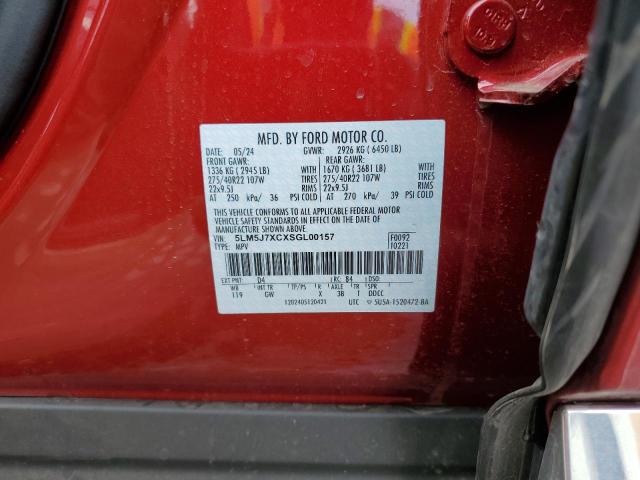 MFD. BY FORD MOTOR CO.
DATE: 05/24 GVWR: 2926 KG ( 6450 LB)
FRONT GAWR: REAR GAWR:
1336 KG ( 2945 LB) WITH 1670 KG ( 3681 LB) WITH
275/40R22 107W TIRES 275/40R22 107W TIRES
22x9.5J RIMS 22x9.5J RIMS
AT 250 kPa/ 36 PSI COLD AT 270 kPa/ 39 PSI COLD
THIS VEHICLE CONFORMS TO ALL APPLICABLE FEDERAL MOTOR
VEHICLE SAFETY STANDARDS IN EFFECT ON THE DATE OF
MANUFACTURE SHOWN ABOVE.
VIN: 5LM5J7XCXSGL00157 F0092
TYPE: MPV T0221
EXT PNT: D4 RC: 84 DSO:
WB INT TR TP/PS R AXLE TR SPR
119 GW X 3B T DDCC
1202405120421 UTC 5U5A-1520472-BA